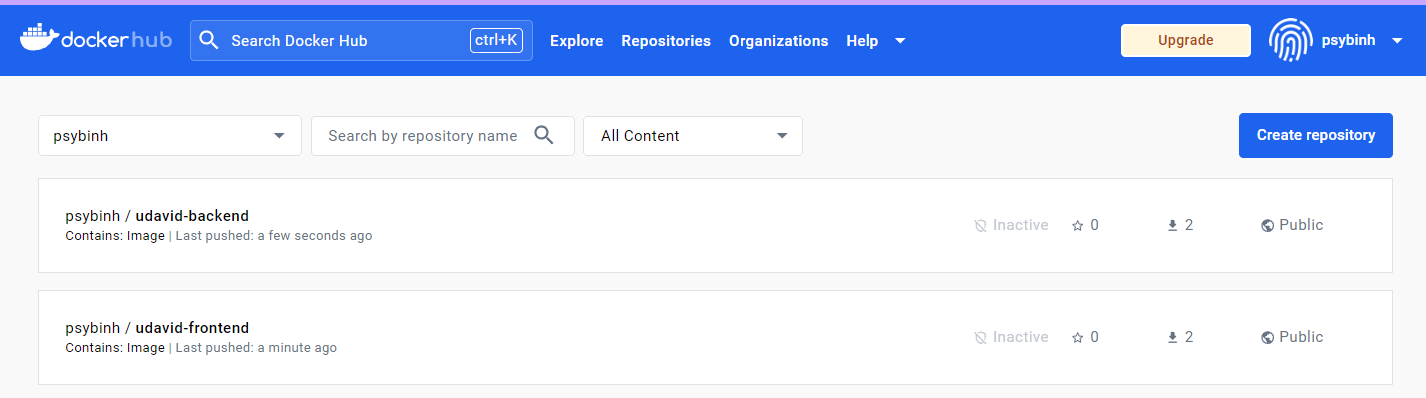 dockerhub Search Docker Hub ctrl+K Explore Repositories Organizations Help Upgrade psybinh
psybinh Search by repository name All Content Create repository
psybinh / udavid-backend
Contains: Image | Last pushed: a few seconds ago
Inactive 0 2 Public
psybinh / udavid-frontend
Contains: Image | Last pushed: a minute ago
Inactive 0 2 Public